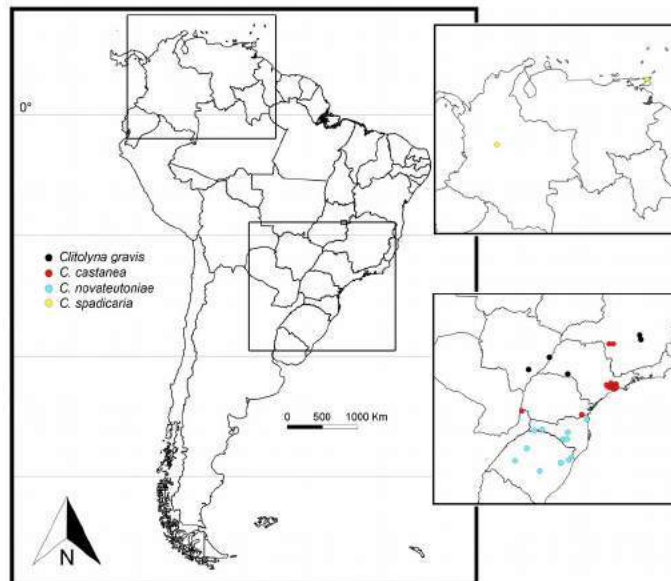 0°
Clitolyna gravis
C. castanea
C. novateutoniae
C. spadicaria
0 500 1000 Km
N